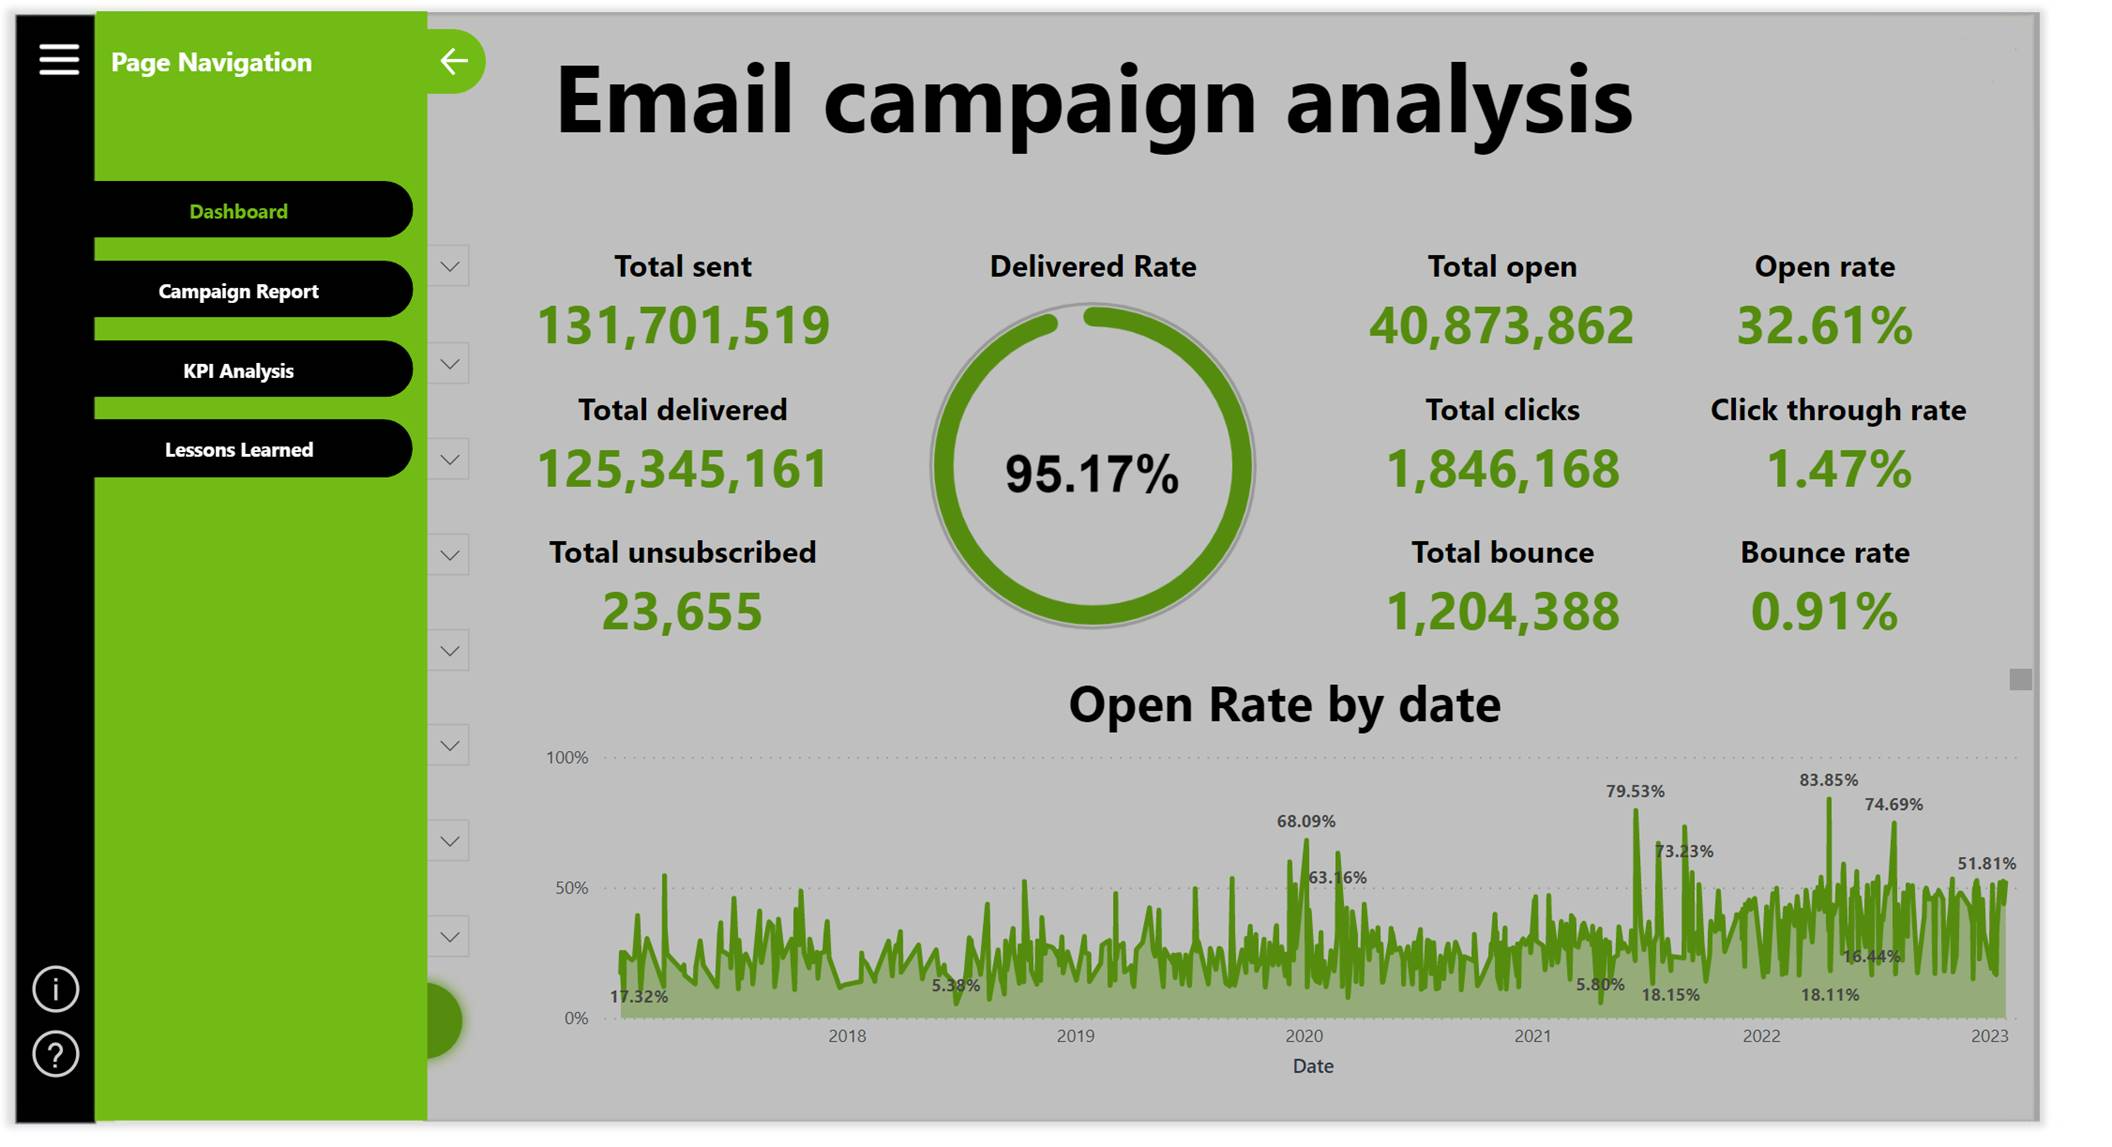 Page Navigation
Email campaign analysis
Dashboard
Campaign Report
KPI Analysis
Lessons Learned
Total sent
131,701,519
Total delivered
125,345,161
Total unsubscribed
23,655
Delivered Rate
95.17%
Total open
40,873,862
Open rate
32.61%
Total clicks
1,846,168
Click through rate
1.47%
Total bounce
1,204,388
Bounce rate
0.91%
Open Rate by date
100%
50%
0%
17.32%
5.38%
68.09%
63.16%
79.53%
73.23%
5.80%
18.15%
83.85%
74.69%
16.44%
18.11%
51.81%
2018
2019
2020
2021
2022
2023
Date
i
?